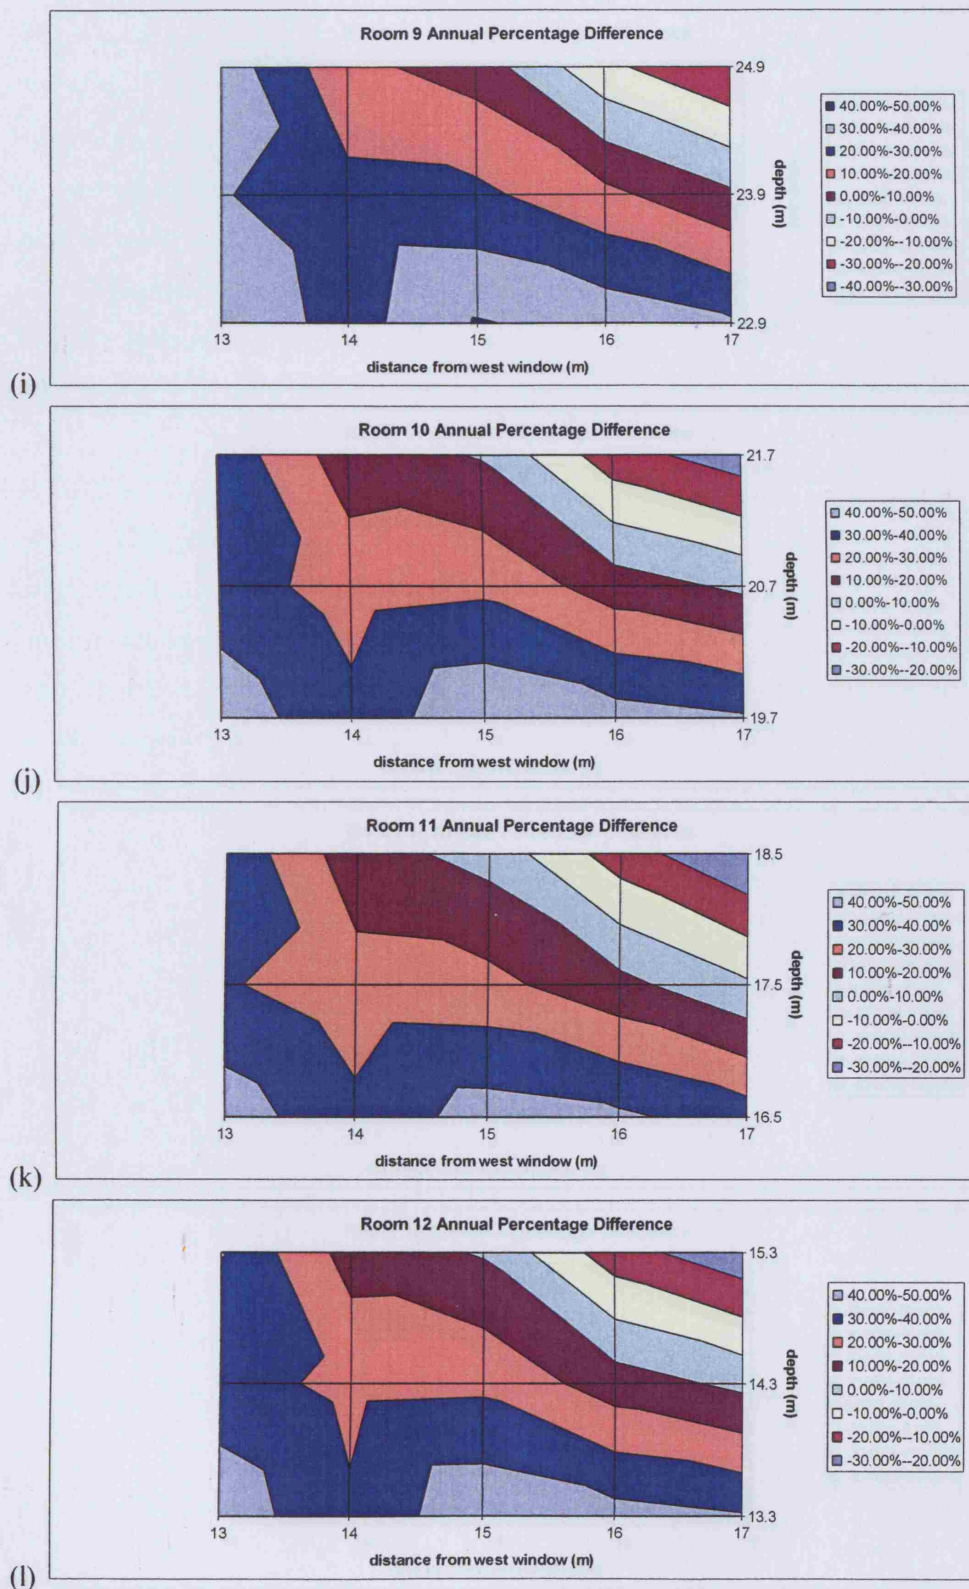 Room 9 Annual Percentage Difference
24.9
23.9
22.9
depth (m)
13 14 15 16 17
distance from west window (m)
40.00%-50.00%
30.00%-40.00%
20.00%-30.00%
10.00%-20.00%
0.00%-10.00%
-10.00%-0.00%
-20.00%--10.00%
-30.00%--20.00%
-40.00%--30.00%
(i)
Room 10 Annual Percentage Difference
21.7
20.7
19.7
depth (m)
13 14 15 16 17
distance from west window (m)
40.00%-50.00%
30.00%-40.00%
20.00%-30.00%
10.00%-20.00%
0.00%-10.00%
-10.00%-0.00%
-20.00%--10.00%
-30.00%--20.00%
(j)
Room 11 Annual Percentage Difference
18.5
17.5
16.5
depth (m)
13 14 15 16 17
distance from west window (m)
40.00%-50.00%
30.00%-40.00%
20.00%-30.00%
10.00%-20.00%
0.00%-10.00%
-10.00%-0.00%
-20.00%--10.00%
-30.00%--20.00%
(k)
Room 12 Annual Percentage Difference
15.3
14.3
13.3
depth (m)
13 14 15 16 17
distance from west window (m)
40.00%-50.00%
30.00%-40.00%
20.00%-30.00%
10.00%-20.00%
0.00%-10.00%
-10.00%-0.00%
-20.00%--10.00%
-30.00%--20.00%
(l)